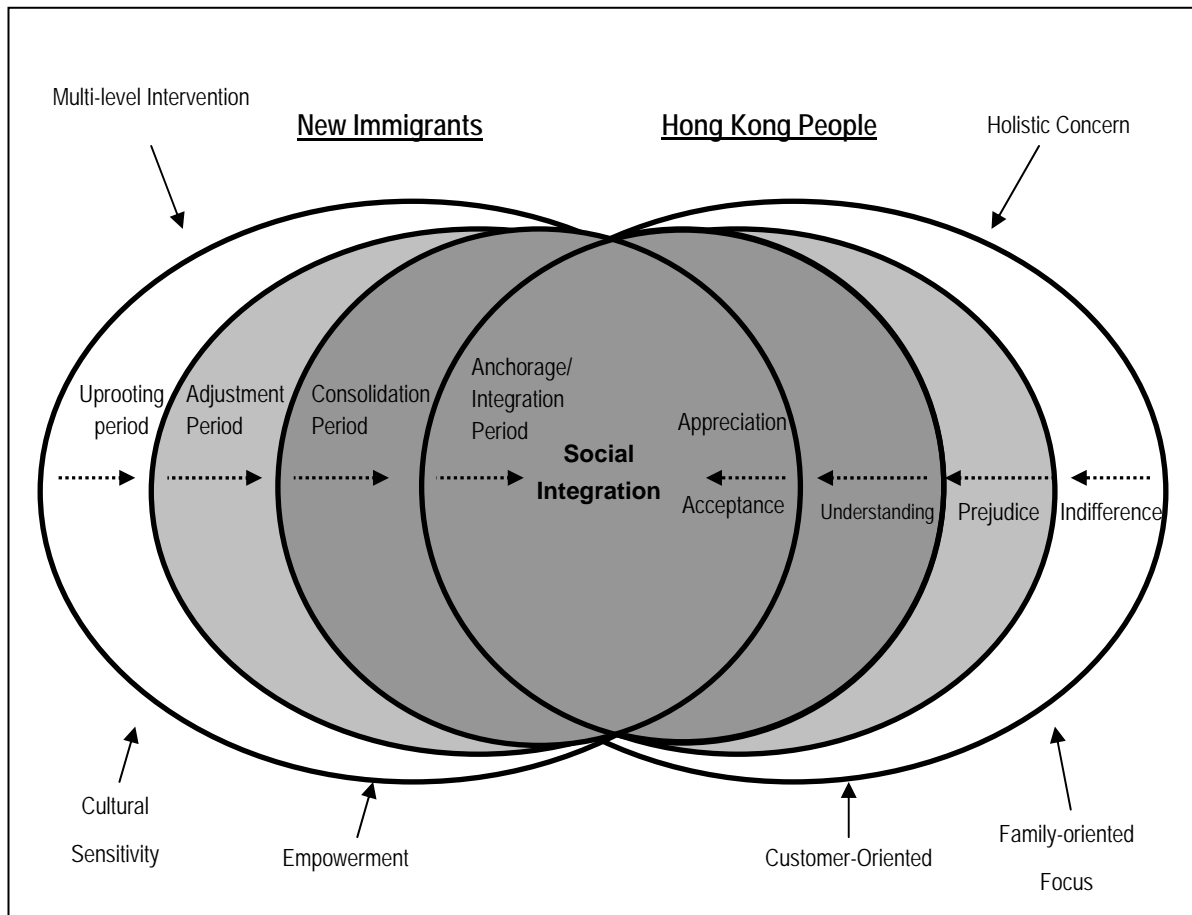 Multi-level Intervention
New Immigrants
Hong Kong People
Holistic Concern
Uprooting
period
Adjustment
Period
Consolidation
Period
Anchorage/
Integration
Period
Social
Integration
Appreciation
Acceptance
Understanding
Prejudice
Indifference
Cultural
Sensitivity
Empowerment
Customer-Oriented
Family-oriented
Focus